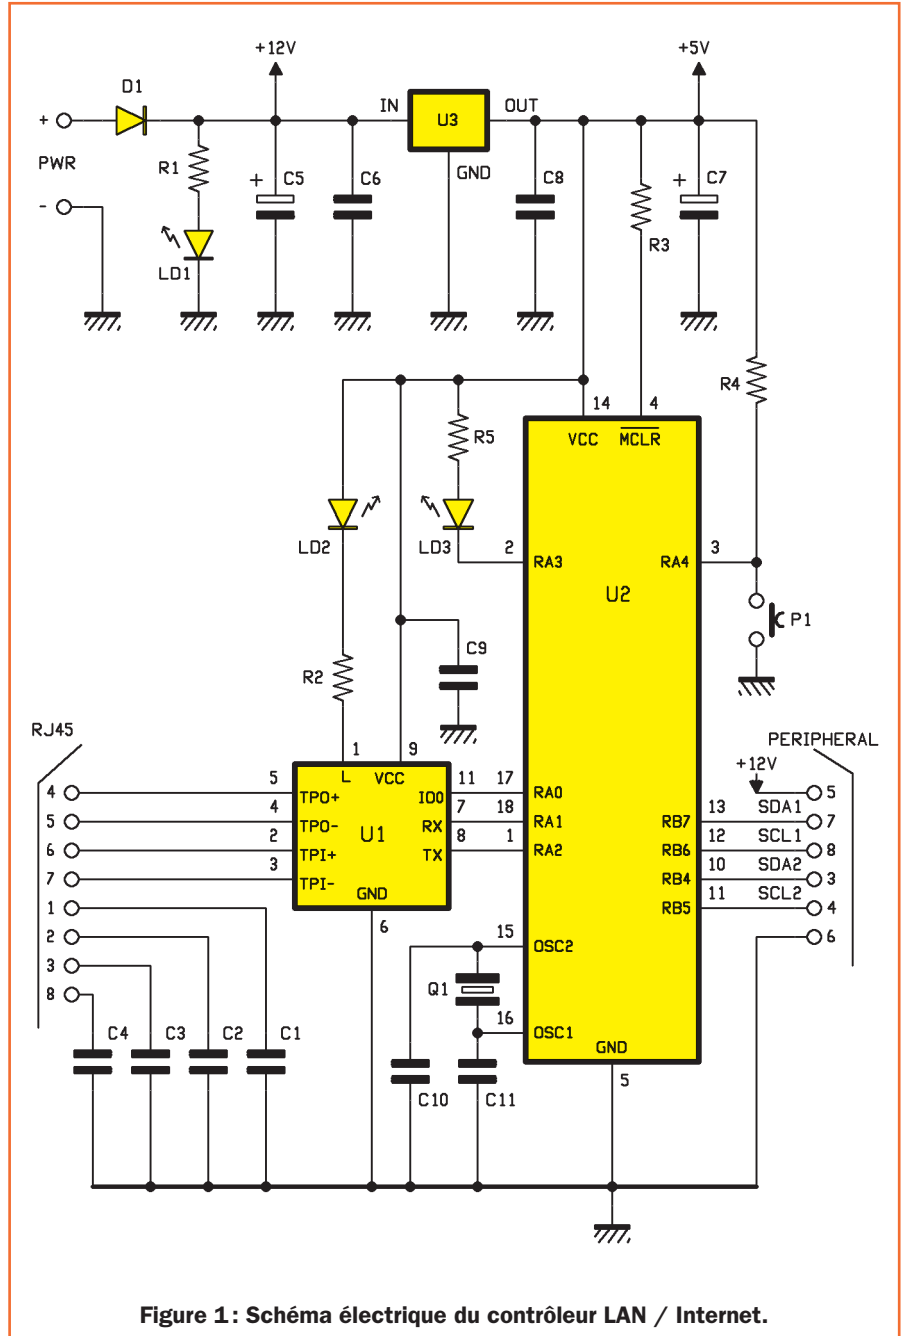 +12V
+5V
D1
IN
U3
OUT
+
PWR
R1
+
C5
C6
GND
C8
+
C7
R3
-
LD1
R4
14
4
R5
VCC
MCLR
LD2
LD3
2
RA3
RA4
3
U2
P1
R2
C9
RJ45
1
9
PERIPHERAL
+12V
L
VCC
4
5
TPO+
IO0
11
17
RA0
5
5
4
TPO-
U1
RX
7
18
RA1
RB7
13
SDA1
7
6
2
TPI+
TX
8
1
RA2
RB6
12
SCL1
8
7
3
TPI-
RB4
10
SDA2
3
GND
1
RB5
11
SCL2
4
6
2
15
OSC2
6
3
Q1
8
16
OSC1
C4
C3
C2
C1
GND
5
C10
C11
Figure 1: Schéma électrique du contrôleur LAN / Internet.